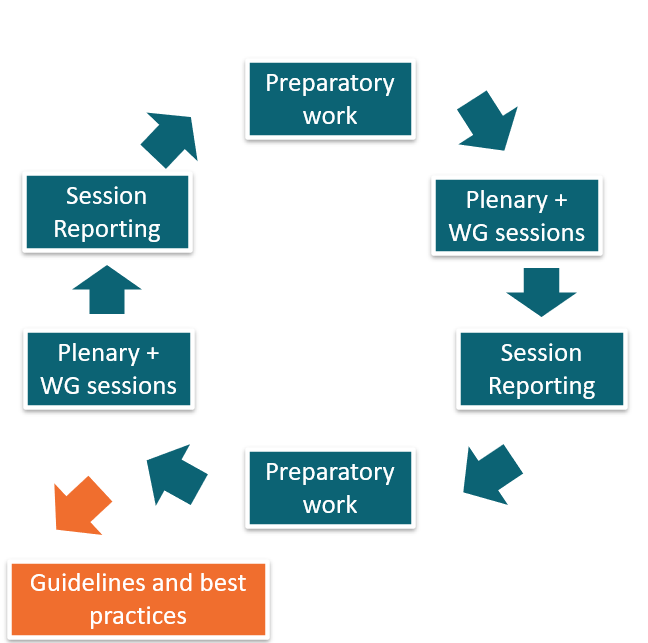 Preparatory
work
Plenary +
WG sessions
Session
Reporting
Preparatory
work
Plenary +
WG sessions
Session
Reporting
Guidelines and best
practices